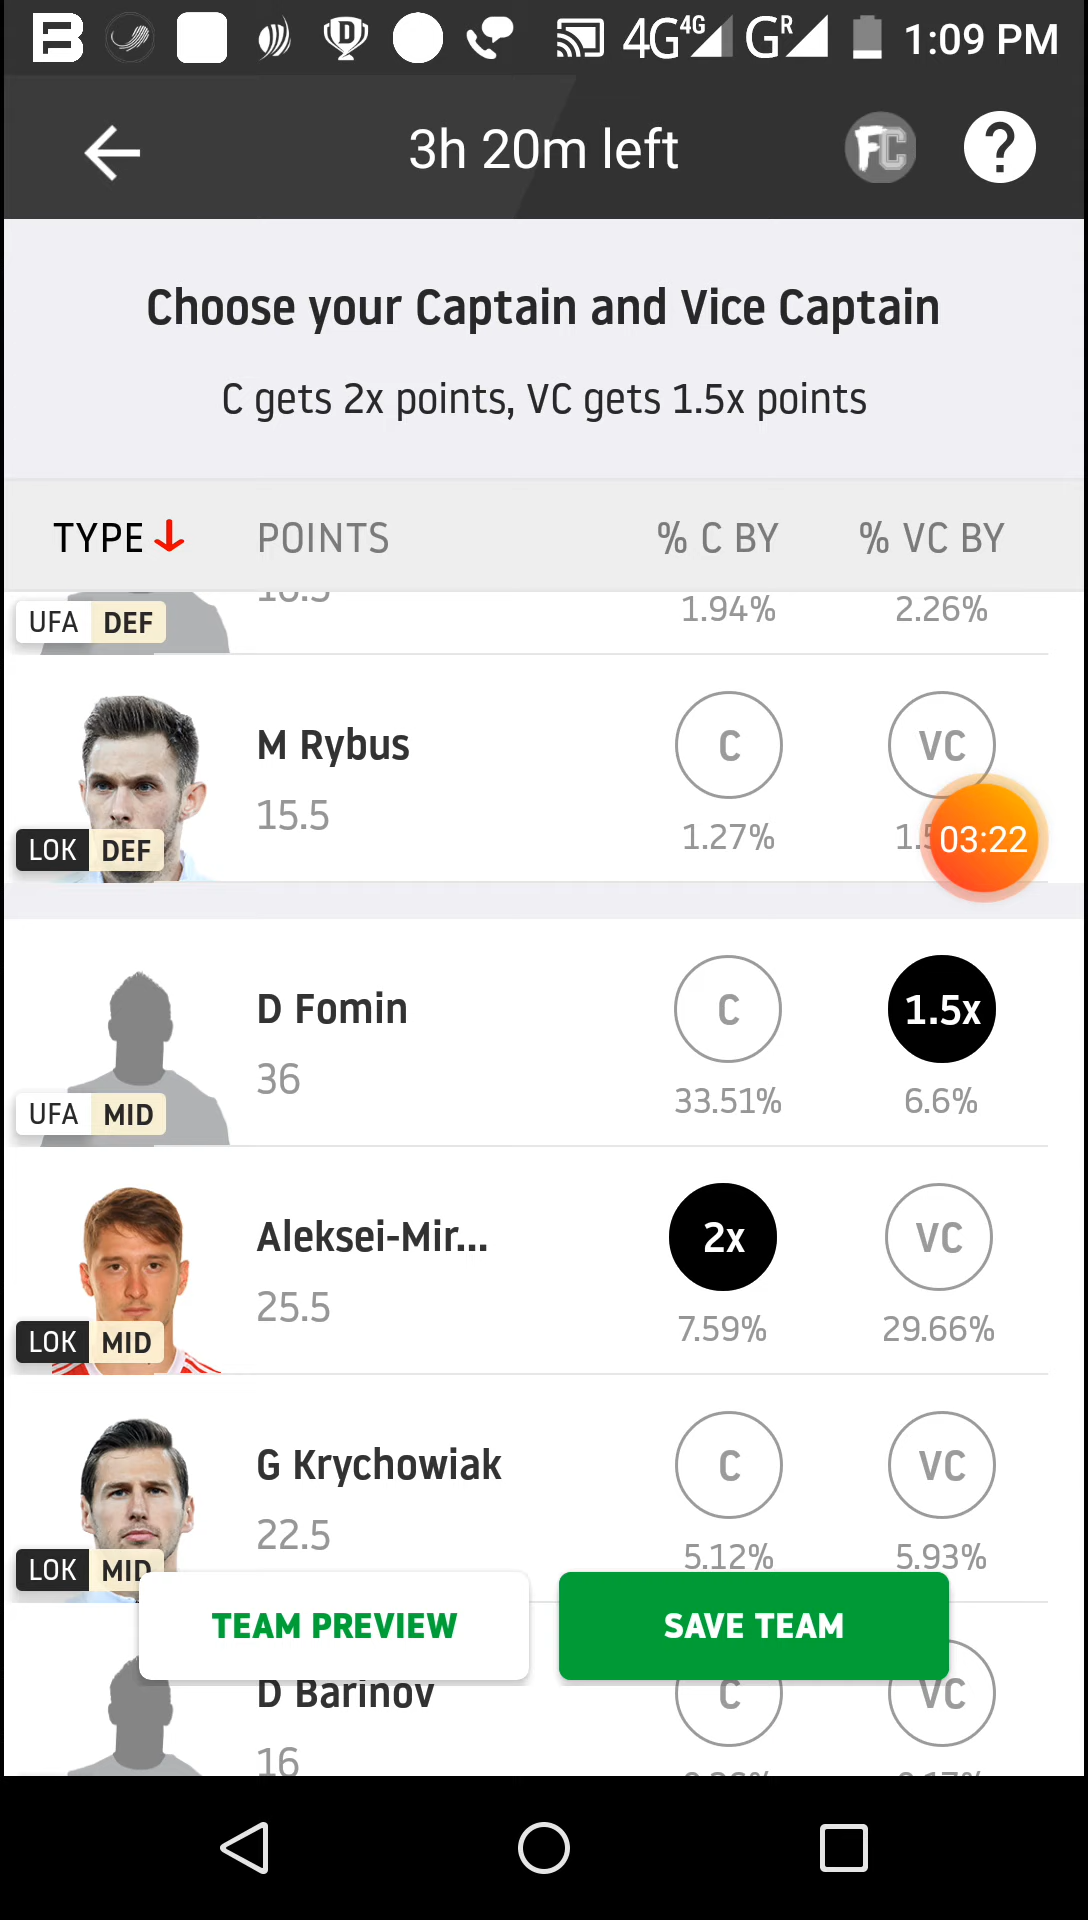 4G 4G G R 1:09 PM
3h 20m left FC ?
Choose your Captain and Vice Captain
C gets 2x points, VC gets 1.5x points
TYPE POINTS % C BY % VC BY
UFA DEF 1.94% 2.26%
M Rybus C VC
15.5
LOK DEF 1.27% 03:22
D Fomin C 1.5x
36
UFA MID 33.51% 6.6%
Aleksei-Mir... 2x VC
25.5
LOK MID 7.59% 29.66%
G Krychowiak C VC
22.5
LOK MID 5.12% 5.93%
TEAM PREVIEW SAVE TEAM
D Barinov C VC
16